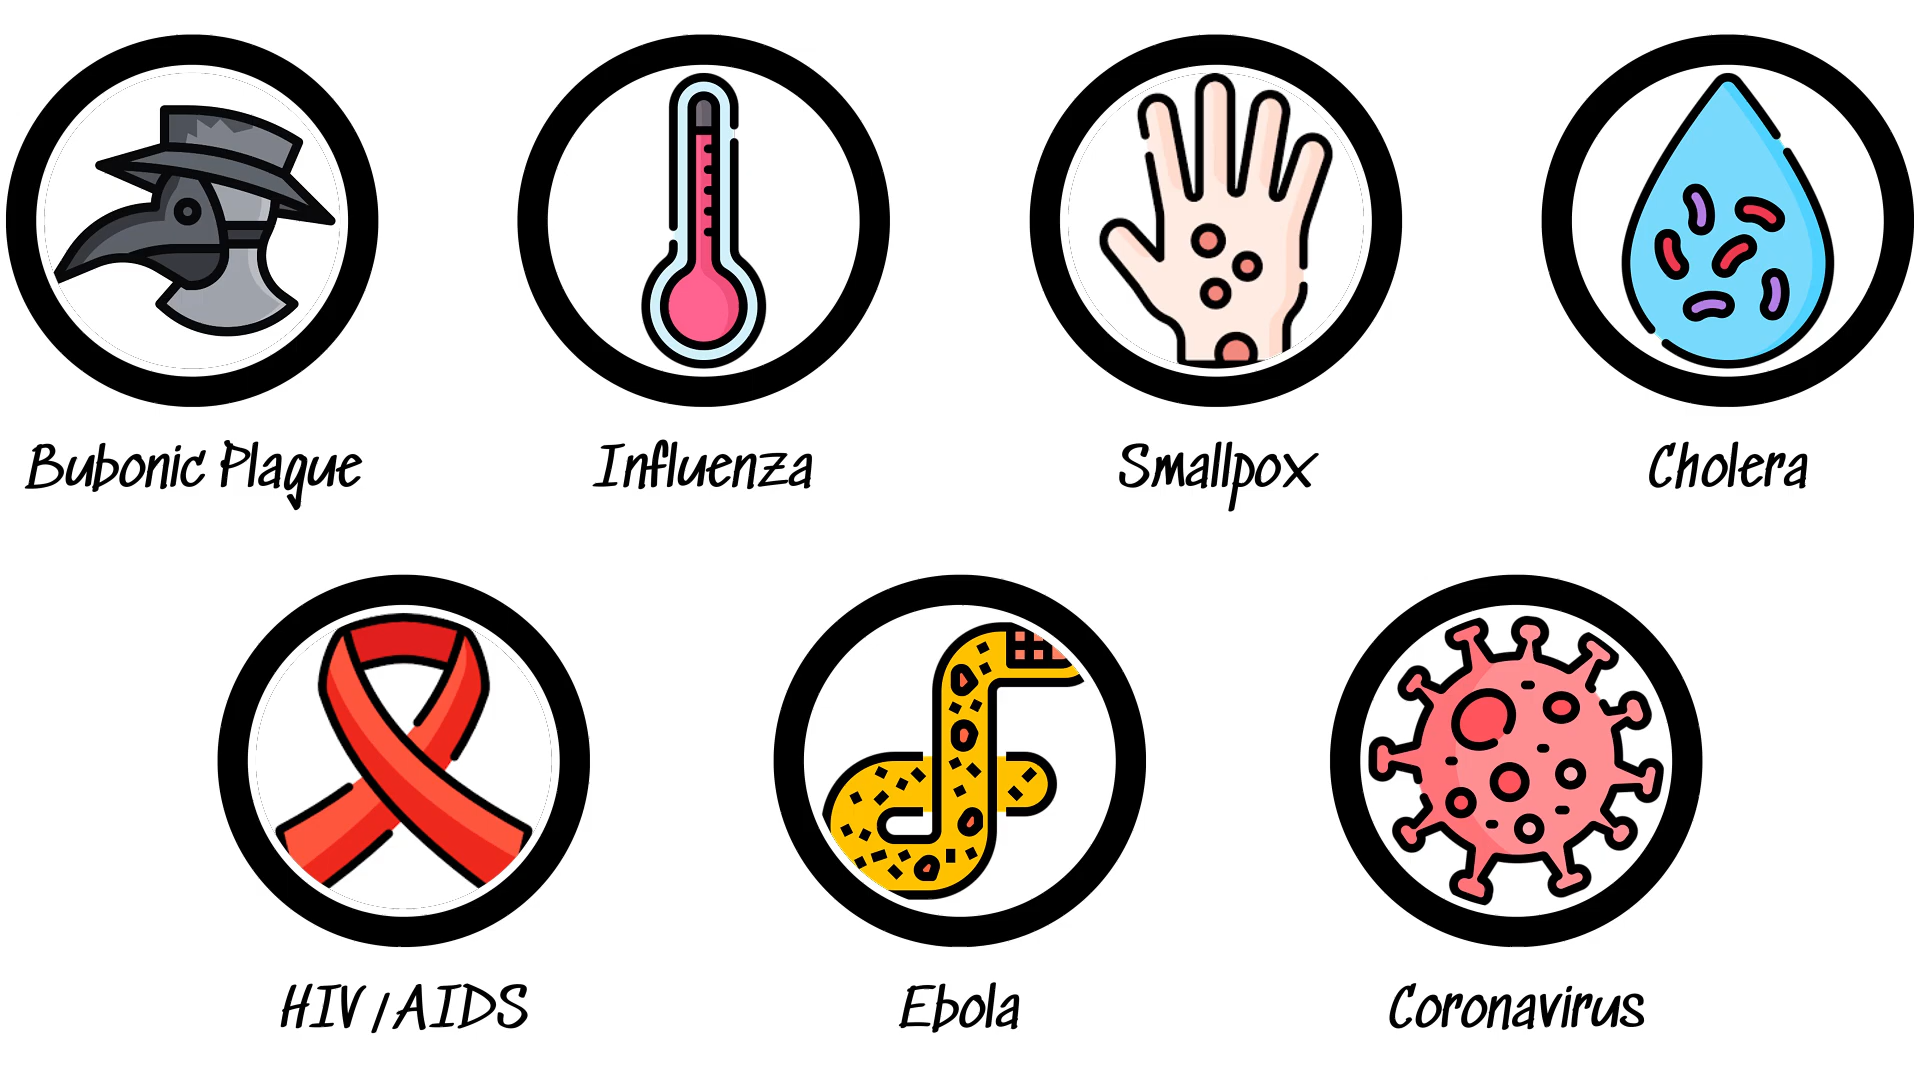 Bubonic Plague
Influenza
Smallpox
Cholera
HIV/AIDS
Ebola
Coronavirus